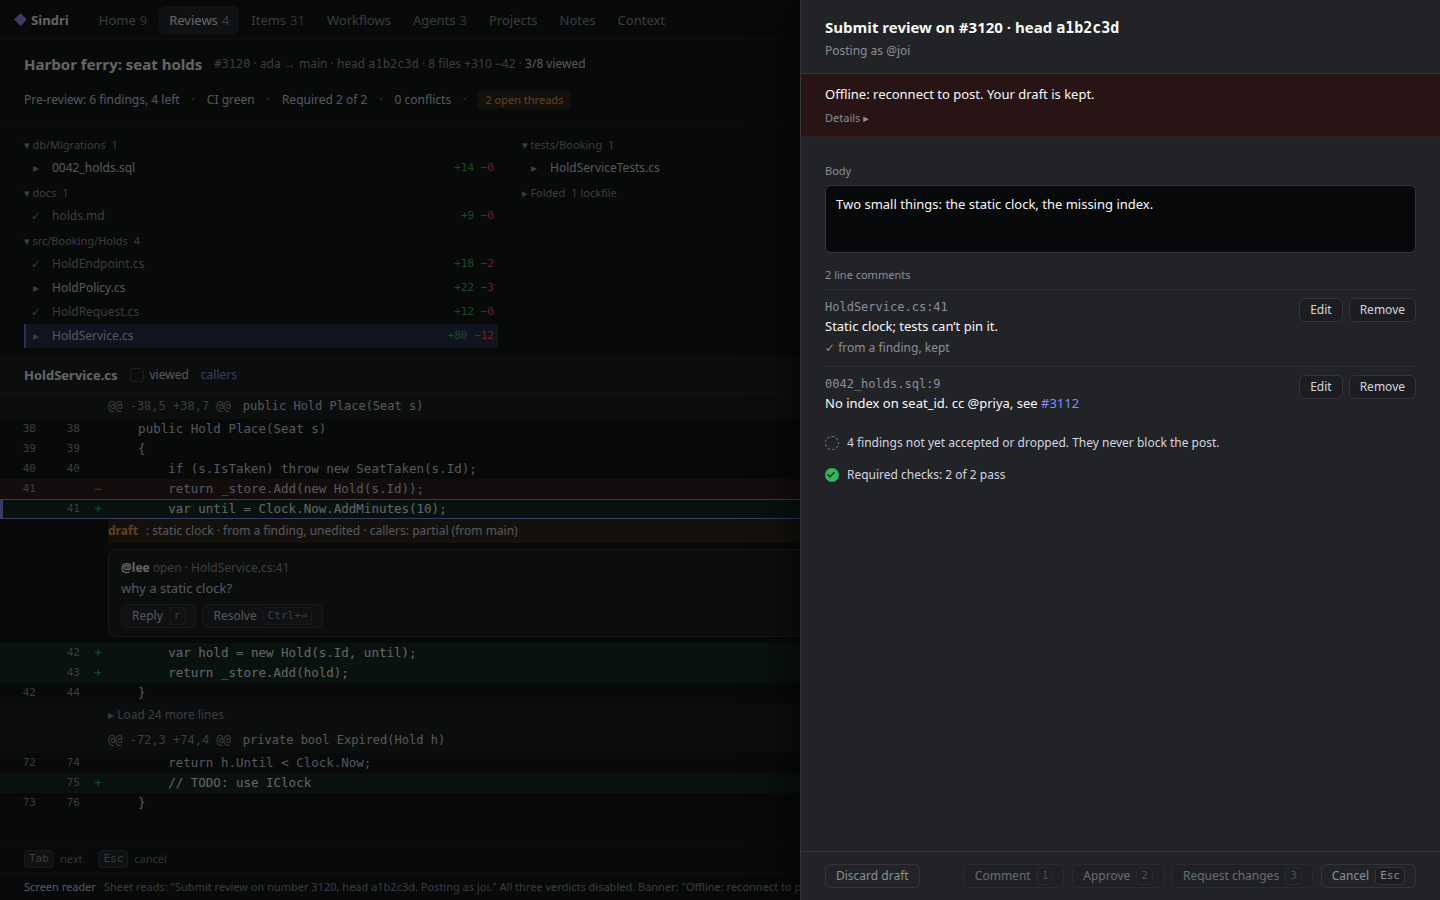 Sindri Home 9 Reviews 4 Items 31 Workflows Agents 3 Projects Notes Context
Harbor ferry: seat holds #3120 · ada → main · head a1b2c3d · 8 files +310 −42 · 3/8 viewed
Pre-review: 6 findings, 4 left · CI green · Required 2 of 2 · 0 conflicts · 2 open threads
▾ db/Migrations 1
▸ 0042_holds.sql +14 −0
▾ docs 1
✓ holds.md +9 −0
▾ src/Booking/Holds 4
✓ HoldEndpoint.cs +18 −2
▸ HoldPolicy.cs +22 −3
✓ HoldRequest.cs +12 −0
▸ HoldService.cs +80 −12
▾ tests/Booking 1
▸ HoldServiceTests.cs
▸ Folded 1 lockfile
HoldService.cs viewed callers
@@ -38,5 +38,7 @@ public Hold Place(Seat s)
38 38 public Hold Place(Seat s)
39 39 {
40 40 if (s.IsTaken) throw new SeatTaken(s.Id);
41 − return _store.Add(new Hold(s.Id));
41 + var until = Clock.Now.AddMinutes(10);
draft : static clock · from a finding, unedited · callers: partial (from main)
@lee open · HoldService.cs:41
why a static clock?
Reply r Resolve Ctrl+⏎
42 + var hold = new Hold(s.Id, until);
43 + return _store.Add(hold);
42 44 }
▸ Load 24 more lines
@@ -72,3 +74,4 @@ private bool Expired(Hold h)
72 74 return h.Until < Clock.Now;
75 + // TODO: use IClock
73 76 }
Tab next Esc cancel
Screen reader Sheet reads: "Submit review on number 3120, head a1b2c3d. Posting as joi." All three verdicts disabled. Banner: "Offline: reconnect to p
Submit review on #3120 · head a1b2c3d
Posting as @joi
Offline: reconnect to post. Your draft is kept.
Details ▸
Body
Two small things: the static clock, the missing index.
2 line comments
HoldService.cs:41 Edit Remove
Static clock; tests can't pin it.
✓ from a finding, kept
0042_holds.sql:9 Edit Remove
No index on seat_id. cc @priya, see #3112
4 findings not yet accepted or dropped. They never block the post.
Required checks: 2 of 2 pass
Discard draft Comment 1 Approve 2 Request changes 3 Cancel Esc